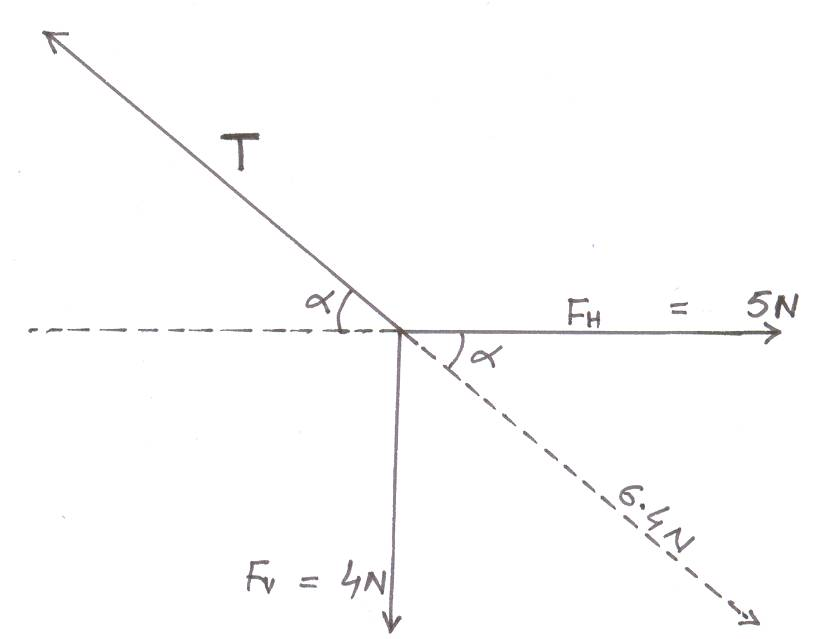 T
α
F_H = 5N
α
6.4N
F_V = 4N